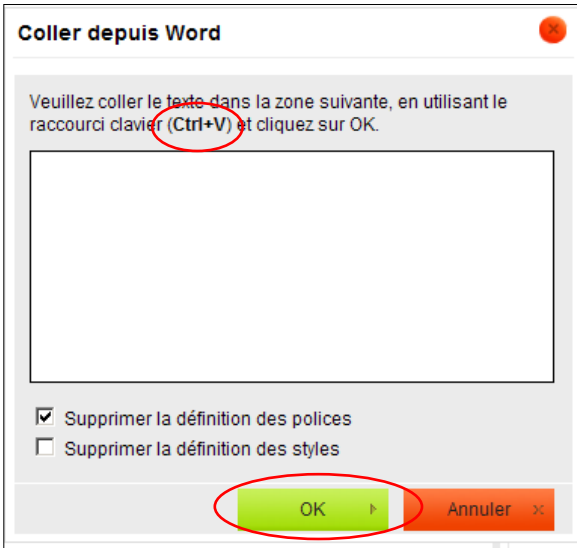 Coller depuis Word
Veuillez coller le texte dans la zone suivante, en utilisant le
raccourci clavier (Ctrl+V) et cliquez sur OK.
Supprimer la définition des polices
Supprimer la définition des styles
OK
Annuler